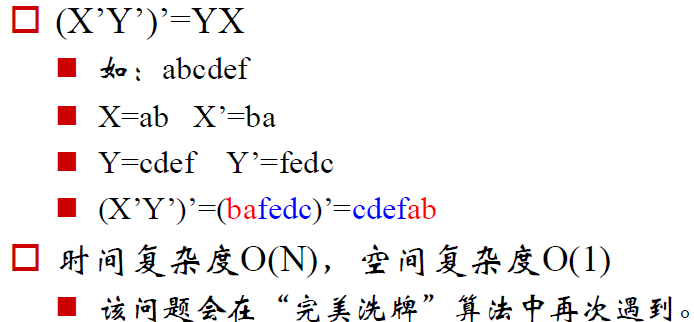 (X’Y’)’=YX
如：abcdef
X=ab X’=ba
Y=cdef Y’=fedc
(X’Y’)’=(bafedc)’=cdefab
时间复杂度O(N)，空间复杂度O(1)
该问题会在“完美洗牌”算法中再次遇到。